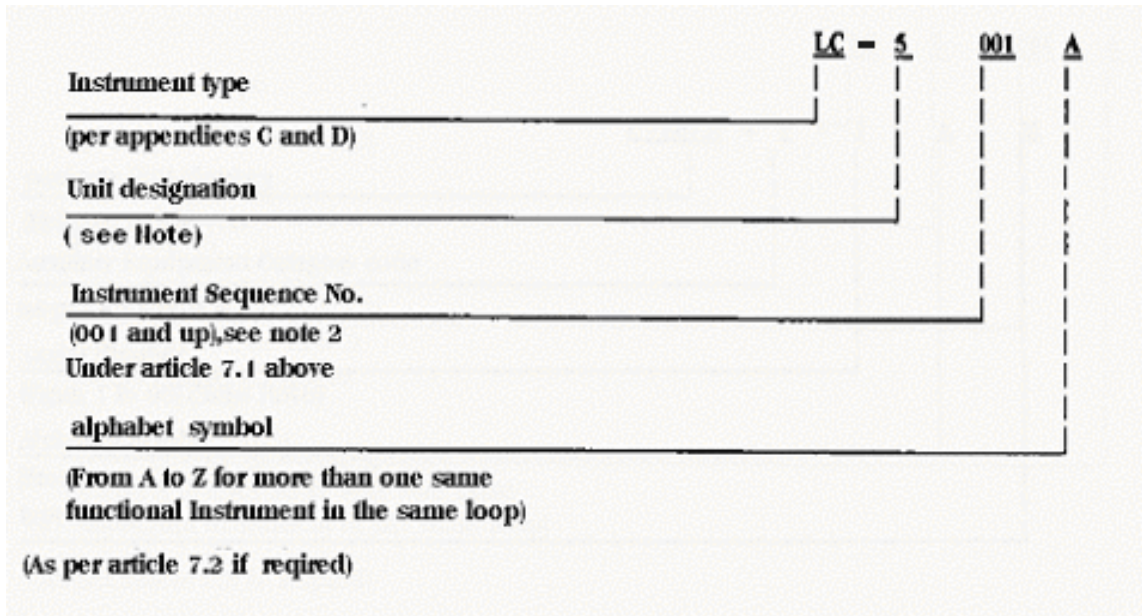 LC - 5 001 A
Instrument type
(per appendices C and D)
Unit designation
( see Note)
Instrument Sequence No.
(001 and up),see note 2
Under article 7.1 above
alphabet symbol
(From A to Z for more than one same
functional Instrument in the same loop)
(As per article 7.2 if reqired)